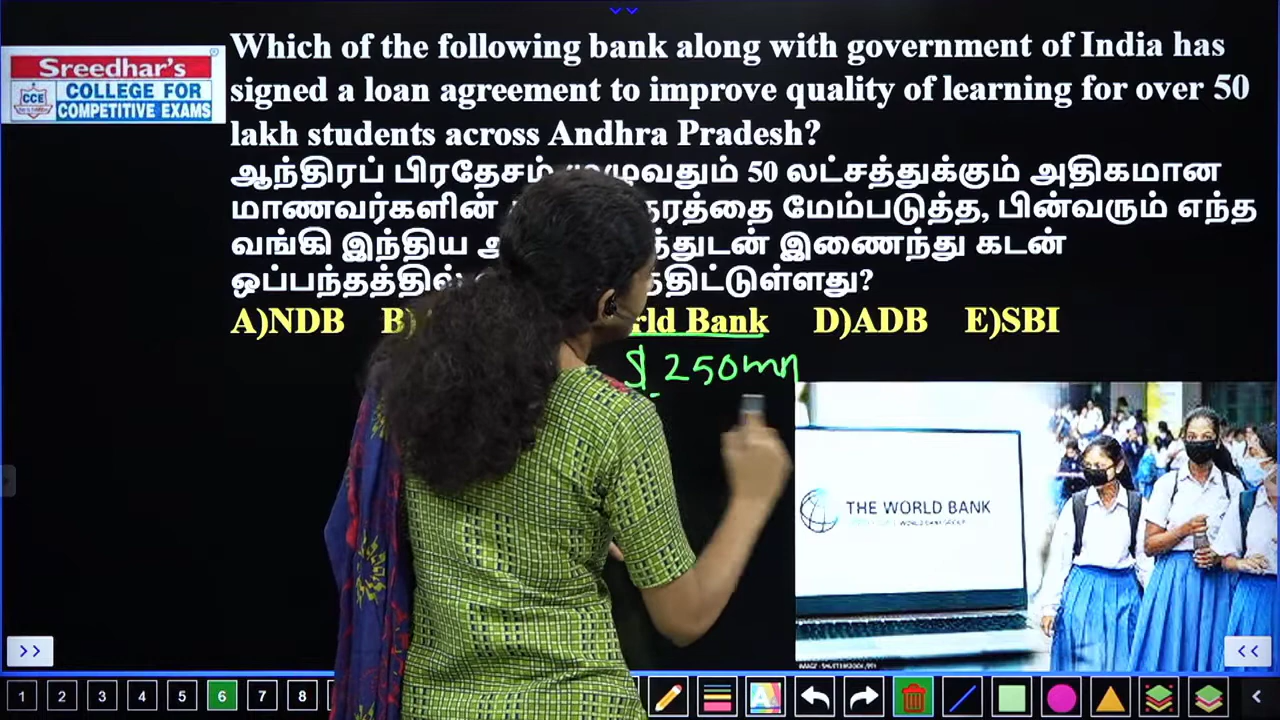 Sreedhar's
CCE
COLLEGE FOR
COMPETITIVE EXAMS
Which of the following bank along with government of India has
signed a loan agreement to improve quality of learning for over 50
lakh students across Andhra Pradesh?
ஆந்திரப் பிரதேசம் 50 லட்சத்துக்கும் அதிகமான
மாணவர்களின் மேம்படுத்த, பின்வரும் எந்த
வங்கி இந்திய இணைந்து கடன்
ஒப்பந்தத்தில்
A)NDB B) Bank D)ADB E)SBI
$ 250mn
THE WORLD BANK
>>
<<
1 2 3 4 5 6 7 8
A